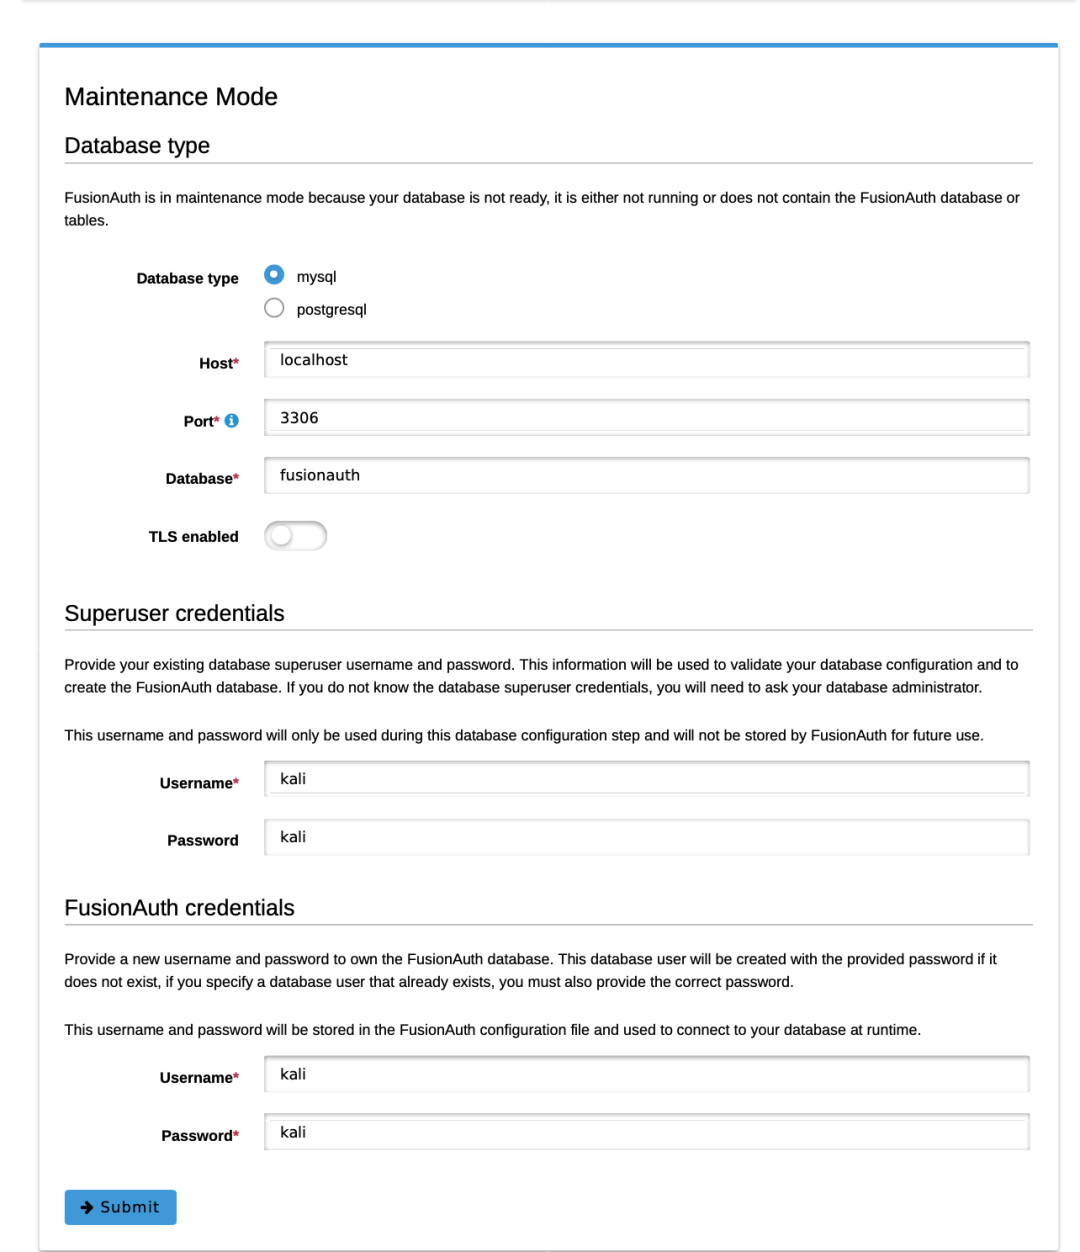 Maintenance Mode
Database type
FusionAuth is in maintenance mode because your database is not ready, it is either not running or does not contain the FusionAuth database or
tables.
Database type
mysql
postgresql
Host* localhost
Port* 3306
Database* fusionauth
TLS enabled
Superuser credentials
Provide your existing database superuser username and password. This information will be used to validate your database configuration and to
create the FusionAuth database. If you do not know the database superuser credentials, you will need to ask your database administrator.
This username and password will only be used during this database configuration step and will not be stored by FusionAuth for future use.
Username* kali
Password kali
FusionAuth credentials
Provide a new username and password to own the FusionAuth database. This database user will be created with the provided password if it
does not exist, if you specify a database user that already exists, you must also provide the correct password.
This username and password will be stored in the FusionAuth configuration file and used to connect to your database at runtime.
Username* kali
Password* kali
Submit